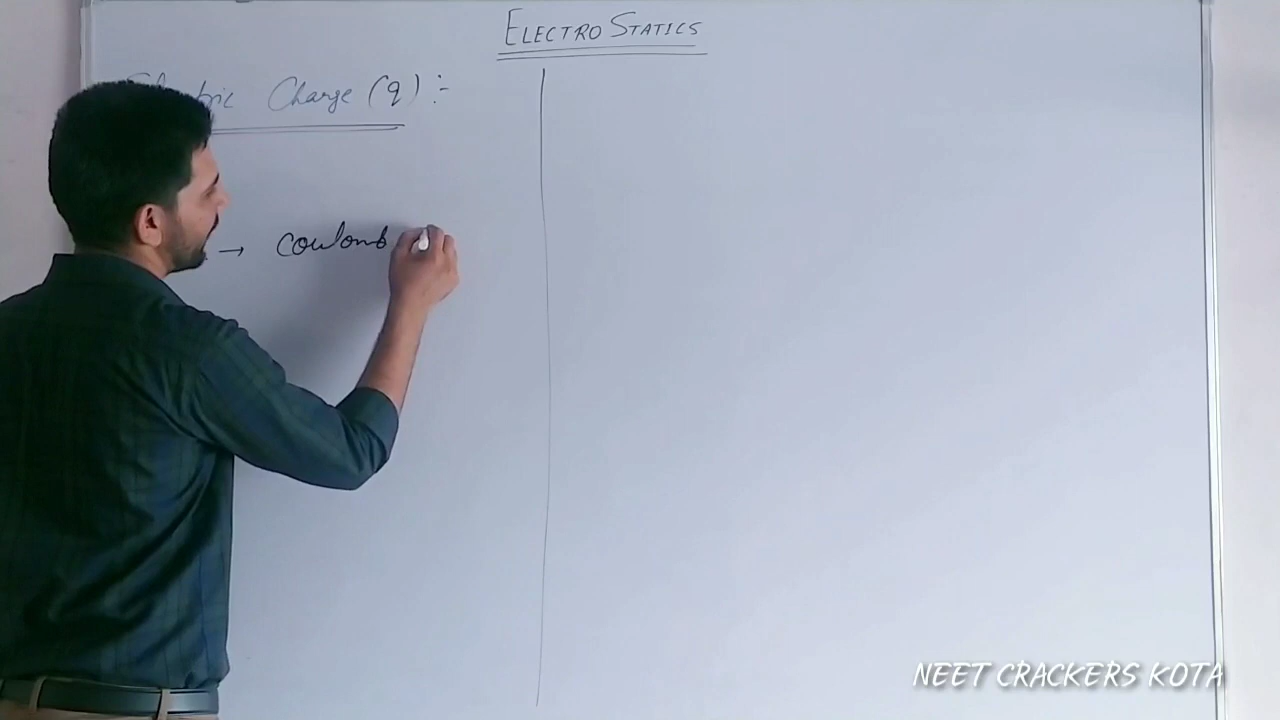 ELECTRO STATICS
Charge (q) :-
→ Coulomb
NEET CRACKERS KOTA